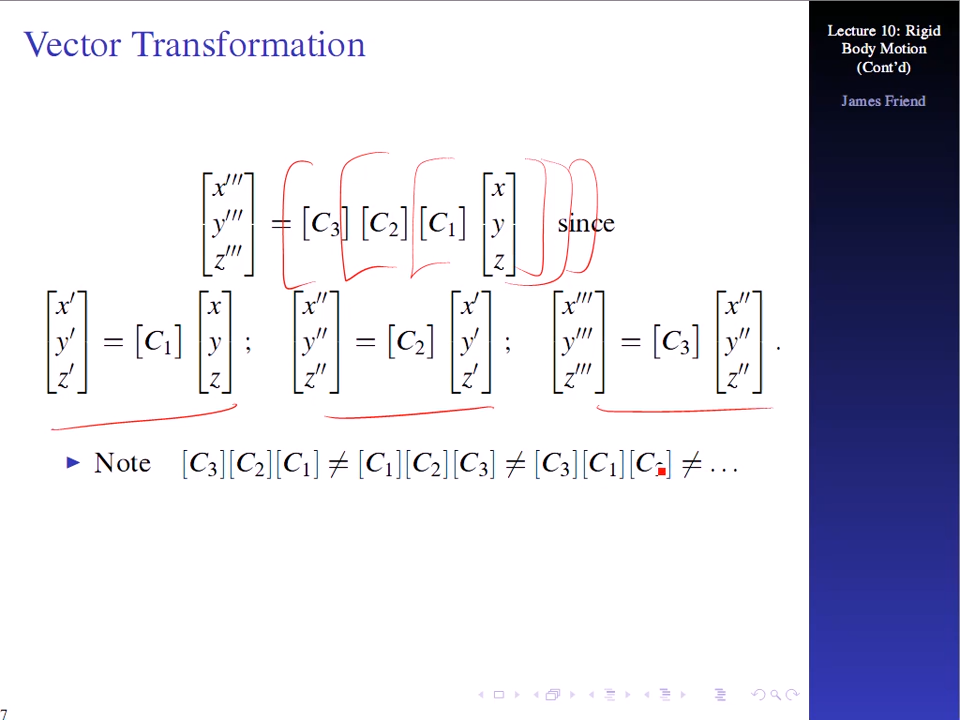 Vector Transformation
Lecture 10: Rigid
Body Motion
(Cont'd)
James Friend
[x''' y''' z'''] = [C₃] [C₂] [C₁] [x y z] since
[x' y' z'] = [C₁] [x y z] ; [x'' y'' z''] = [C₂] [x' y' z'] ; [x''' y''' z'''] = [C₃] [x'' y'' z''] .
Note [C₃][C₂][C₁] ≠ [C₁][C₂][C₃] ≠ [C₃][C₁][C₂] ≠ ...
7